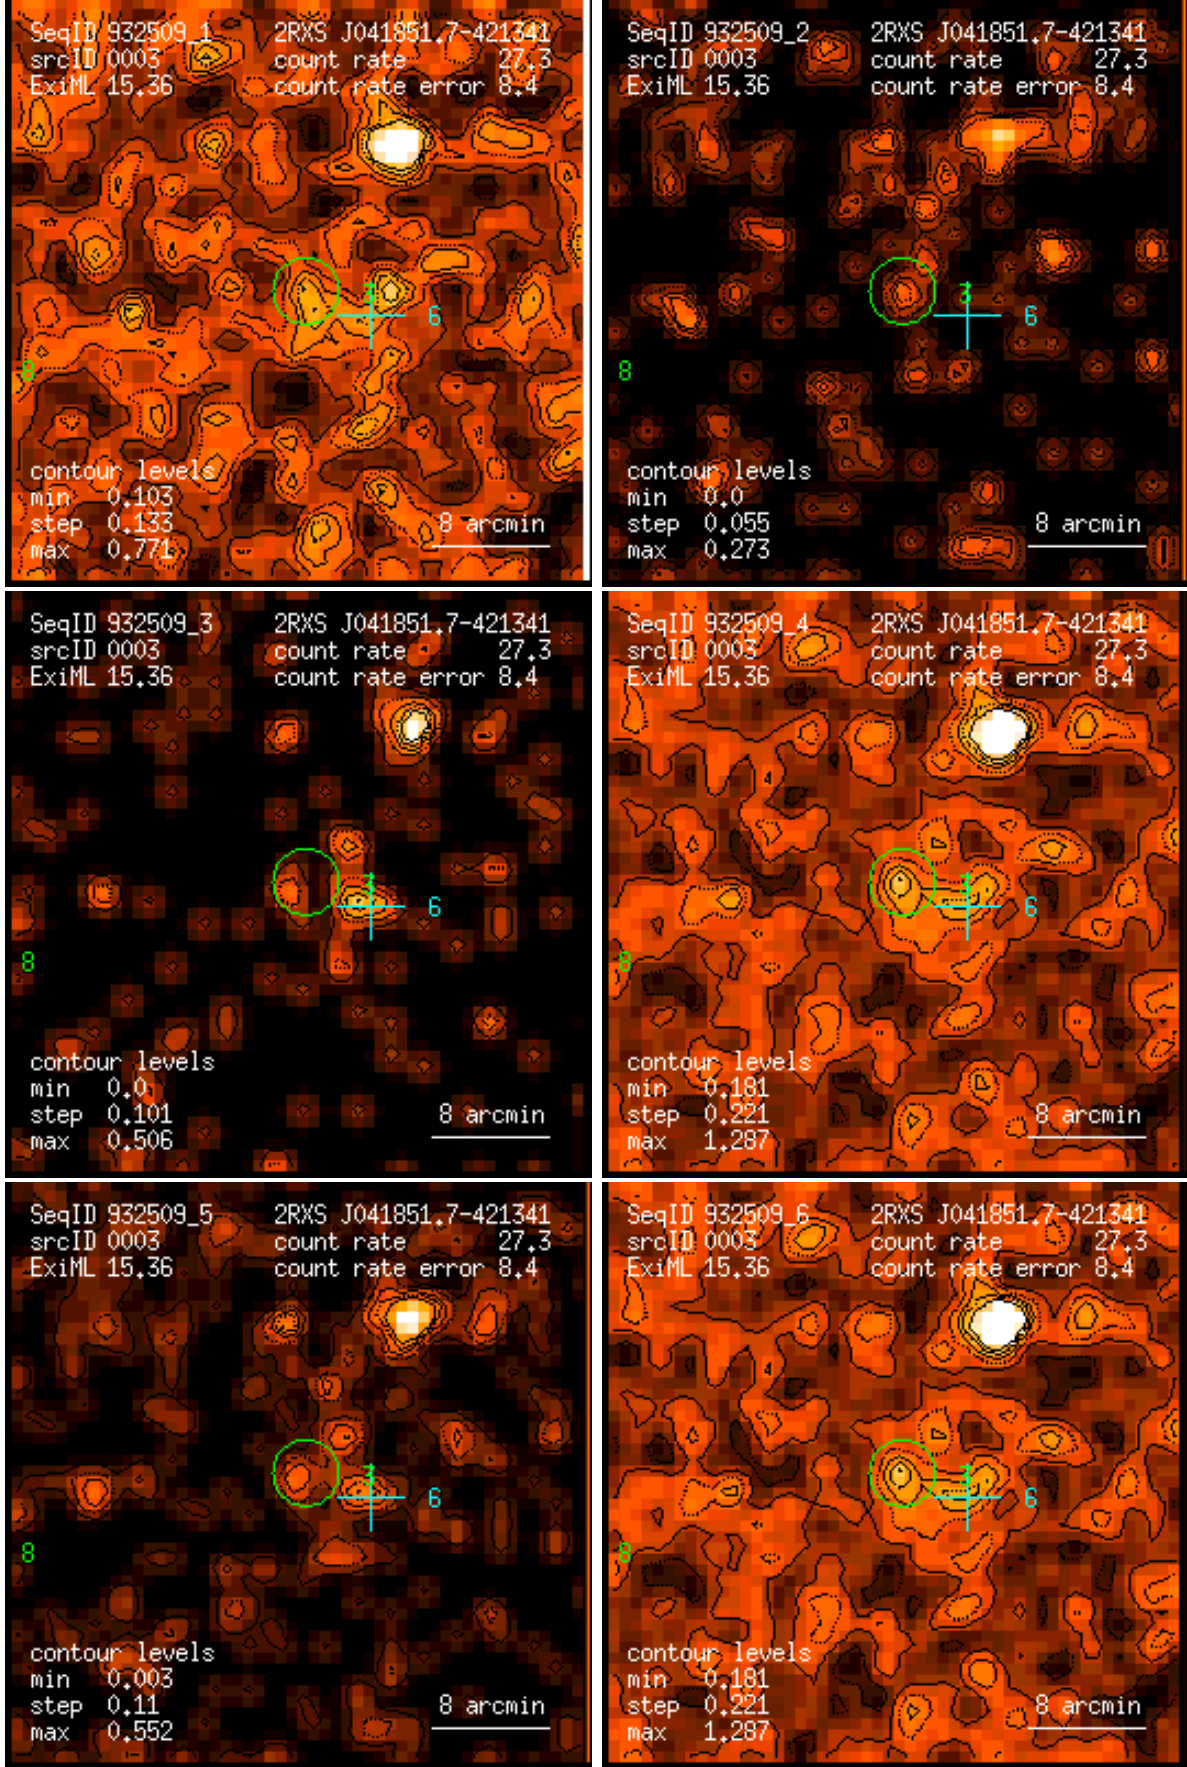 SeqID 932509_1 2RXS J041851.7-421341
srcID 0003 count rate 27.3
ExiML 15.36 count rate error 8.4
3
6
8
contour levels
min 0.103
step 0.133
max 0.771
8 arcmin
SeqID 932509_2 2RXS J041851.7-421341
srcID 0003 count rate 27.3
ExiML 15.36 count rate error 8.4
3
6
8
contour levels
min 0.0
step 0.055
max 0.273
8 arcmin
SeqID 932509_3 2RXS J041851.7-421341
srcID 0003 count rate 27.3
ExiML 15.36 count rate error 8.4
3
6
8
contour levels
min 0.0
step 0.101
max 0.506
8 arcmin
SeqID 932509_4 2RXS J041851.7-421341
srcID 0003 count rate 27.3
ExiML 15.36 count rate error 8.4
3
6
8
contour levels
min 0.181
step 0.221
max 1.287
8 arcmin
SeqID 932509_5 2RXS J041851.7-421341
srcID 0003 count rate 27.3
ExiML 15.36 count rate error 8.4
3
6
8
contour levels
min 0.003
step 0.11
max 0.552
8 arcmin
SeqID 932509_6 2RXS J041851.7-421341
srcID 0003 count rate 27.3
ExiML 15.36 count rate error 8.4
3
6
8
contour levels
min 0.181
step 0.221
max 1.287
8 arcmin